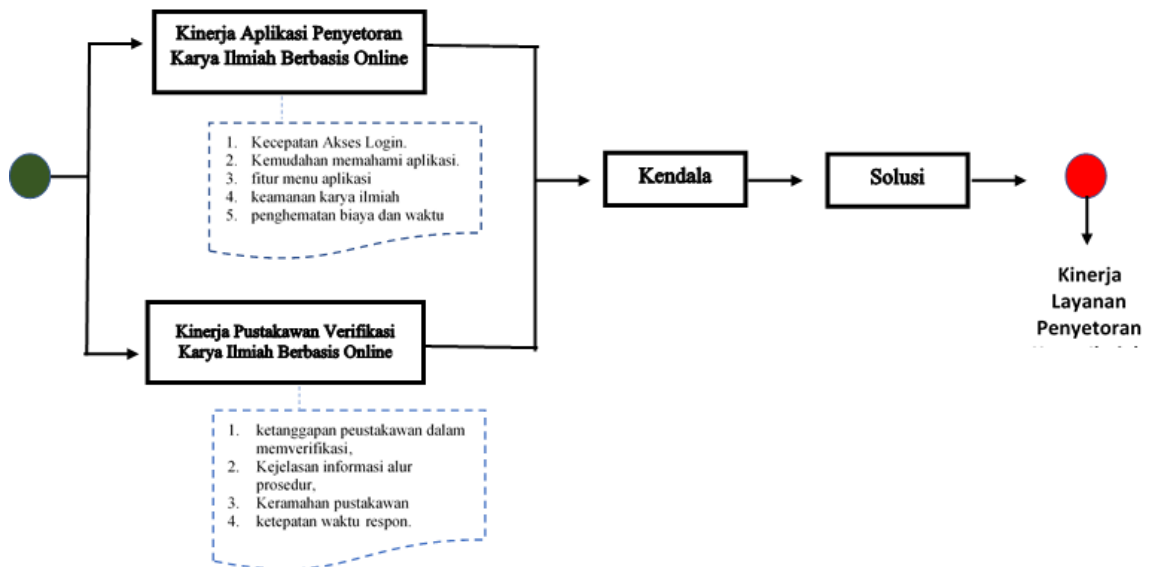 Kinerja Aplikasi Penyetoran
Karya Ilmiah Berbasis Online
1. Kecepatan Akses Login.
2. Kemudahan memahami aplikasi.
3. fitur menu aplikasi
4. keamanan karya ilmiah
5. penghematan biaya dan waktu
Kinerja Pustakawan Verifikasi
Karya Ilmiah Berbasis Online
1. ketanggapan peustakawan dalam
memverifikasi,
2. Kejelasan informasi alur
prosedur,
3. Keramahan pustakawan
4. ketepatan waktu respon.
Kendala
Solusi
Kinerja
Layanan
Penyetoran